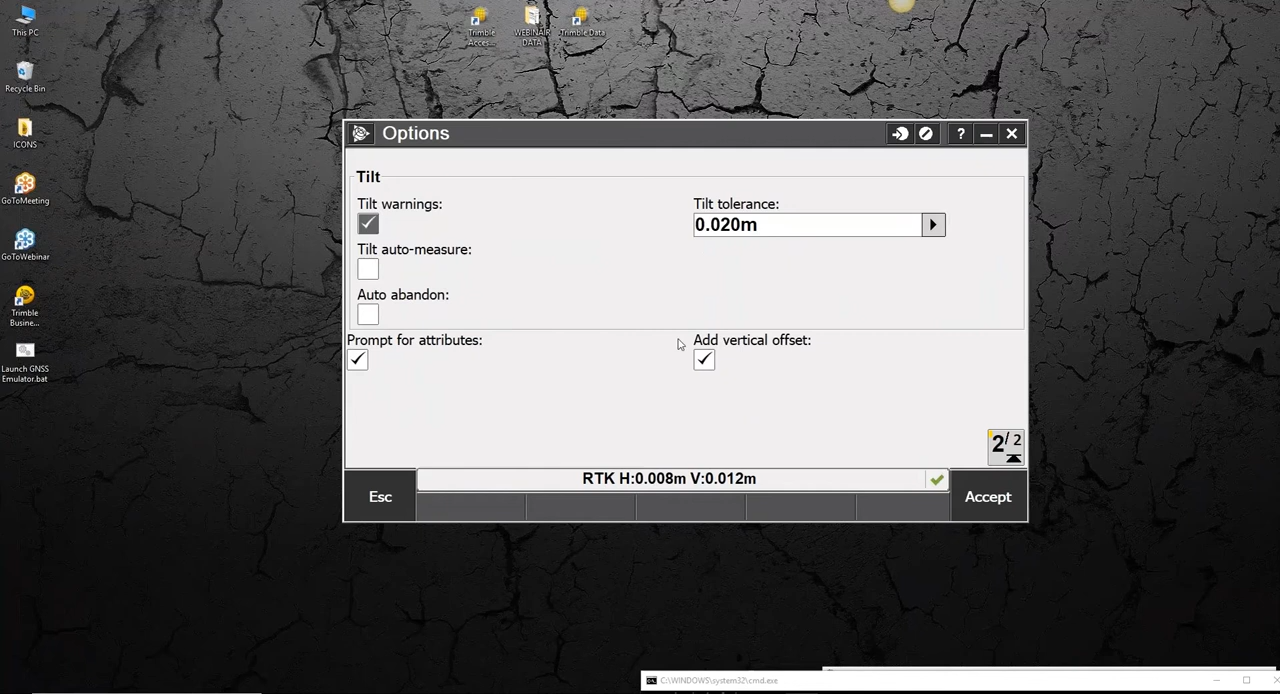 This PC
Recycle Bin
ICONS
GoToMeeting
GoToWebinar
Trimble
Busine...
Launch GNSS
Emulator.bat
Trimble
Acces...
WEBINAIR
DATA
Trimble Data
Options
?
Tilt
Tilt warnings:
Tilt tolerance:
0.020m
Tilt auto-measure:
Auto abandon:
Prompt for attributes:
Add vertical offset:
2/2
RTK H:0.008m V:0.012m
Esc
Accept
C:\WINDOWS\system32\cmd.exe